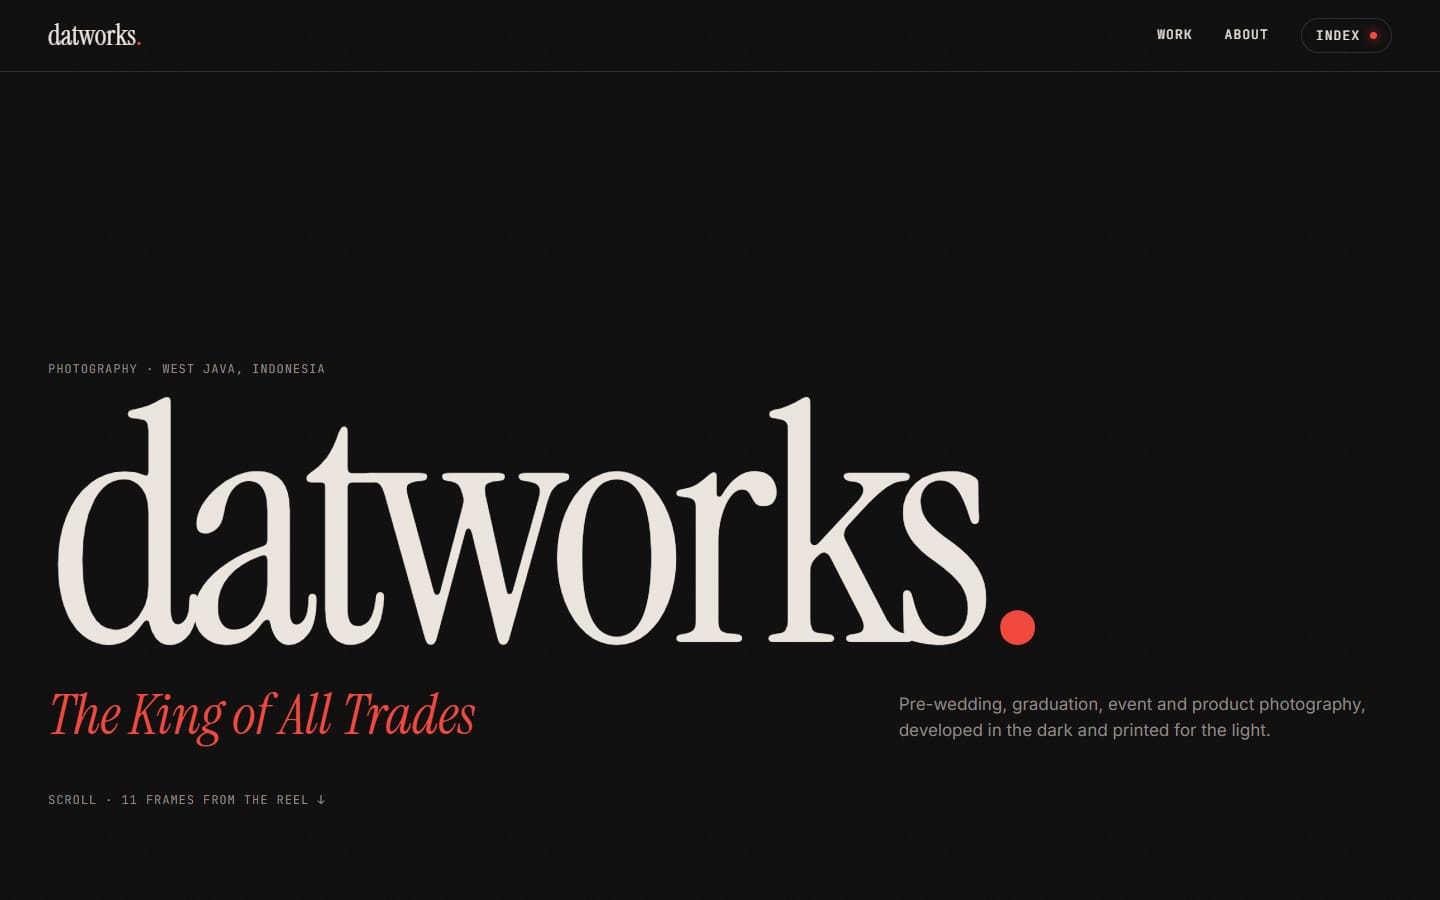 datworks.
WORK
ABOUT
INDEX
PHOTOGRAPHY · WEST JAVA, INDONESIA
datworks.
The King of All Trades
Pre-wedding, graduation, event and product photography,
developed in the dark and printed for the light.
SCROLL · 11 FRAMES FROM THE REEL ↓